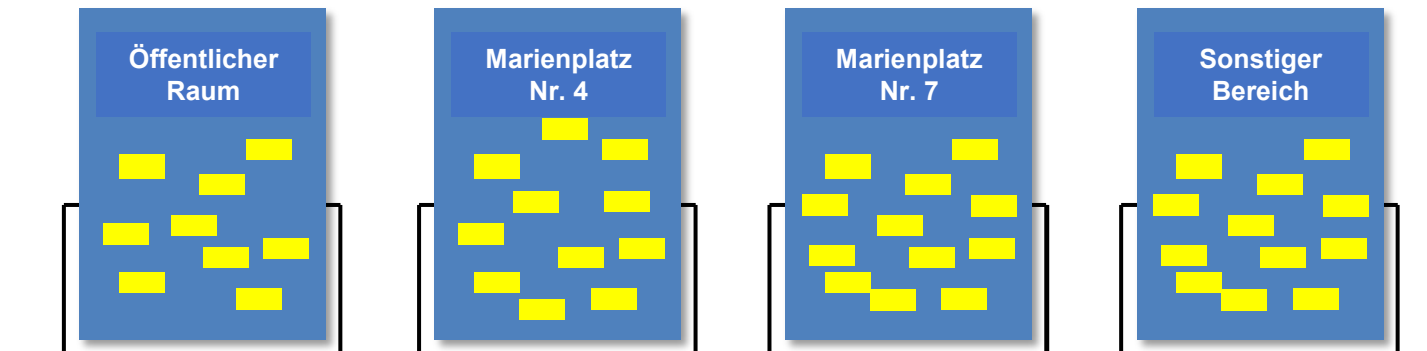 Öffentlicher
Raum
Marienplatz
Nr. 4
Marienplatz
Nr. 7
Sonstiger
Bereich